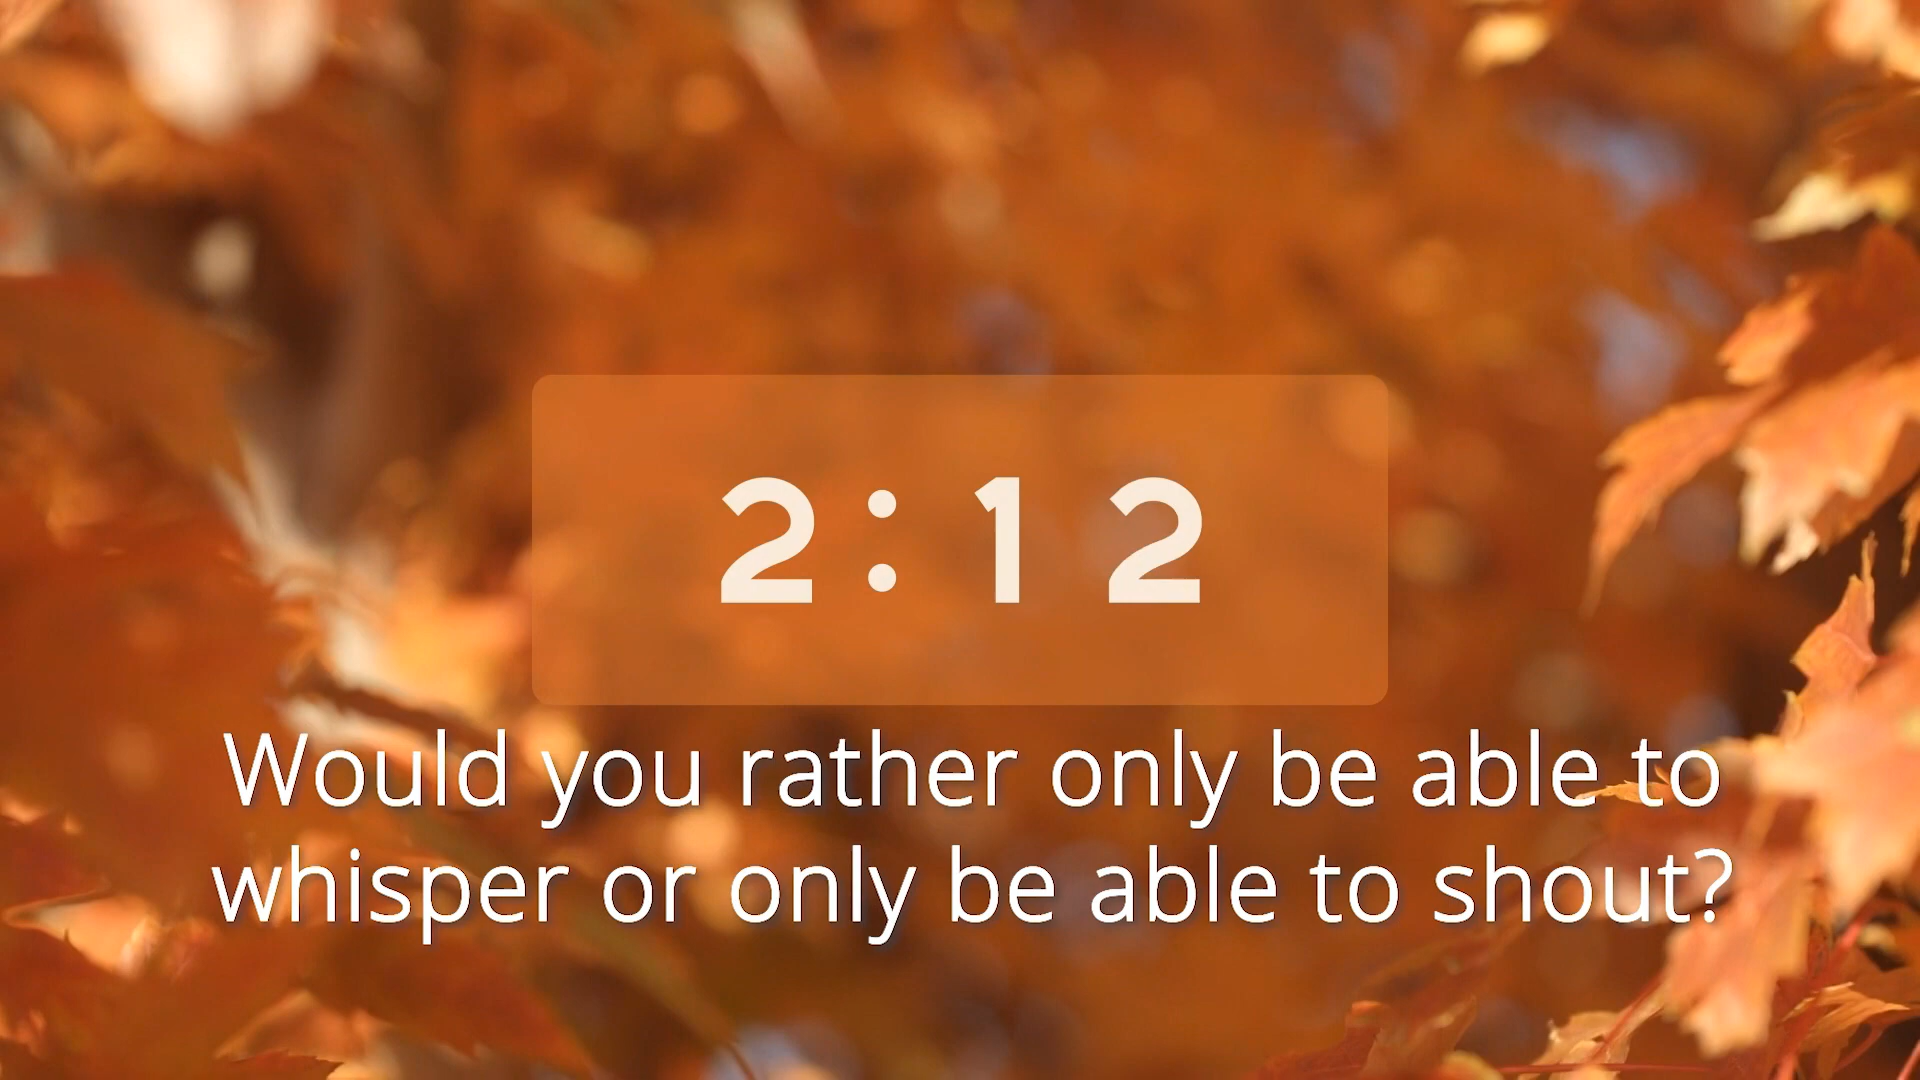 2:12
Would you rather only be able to
whisper or only be able to shout?